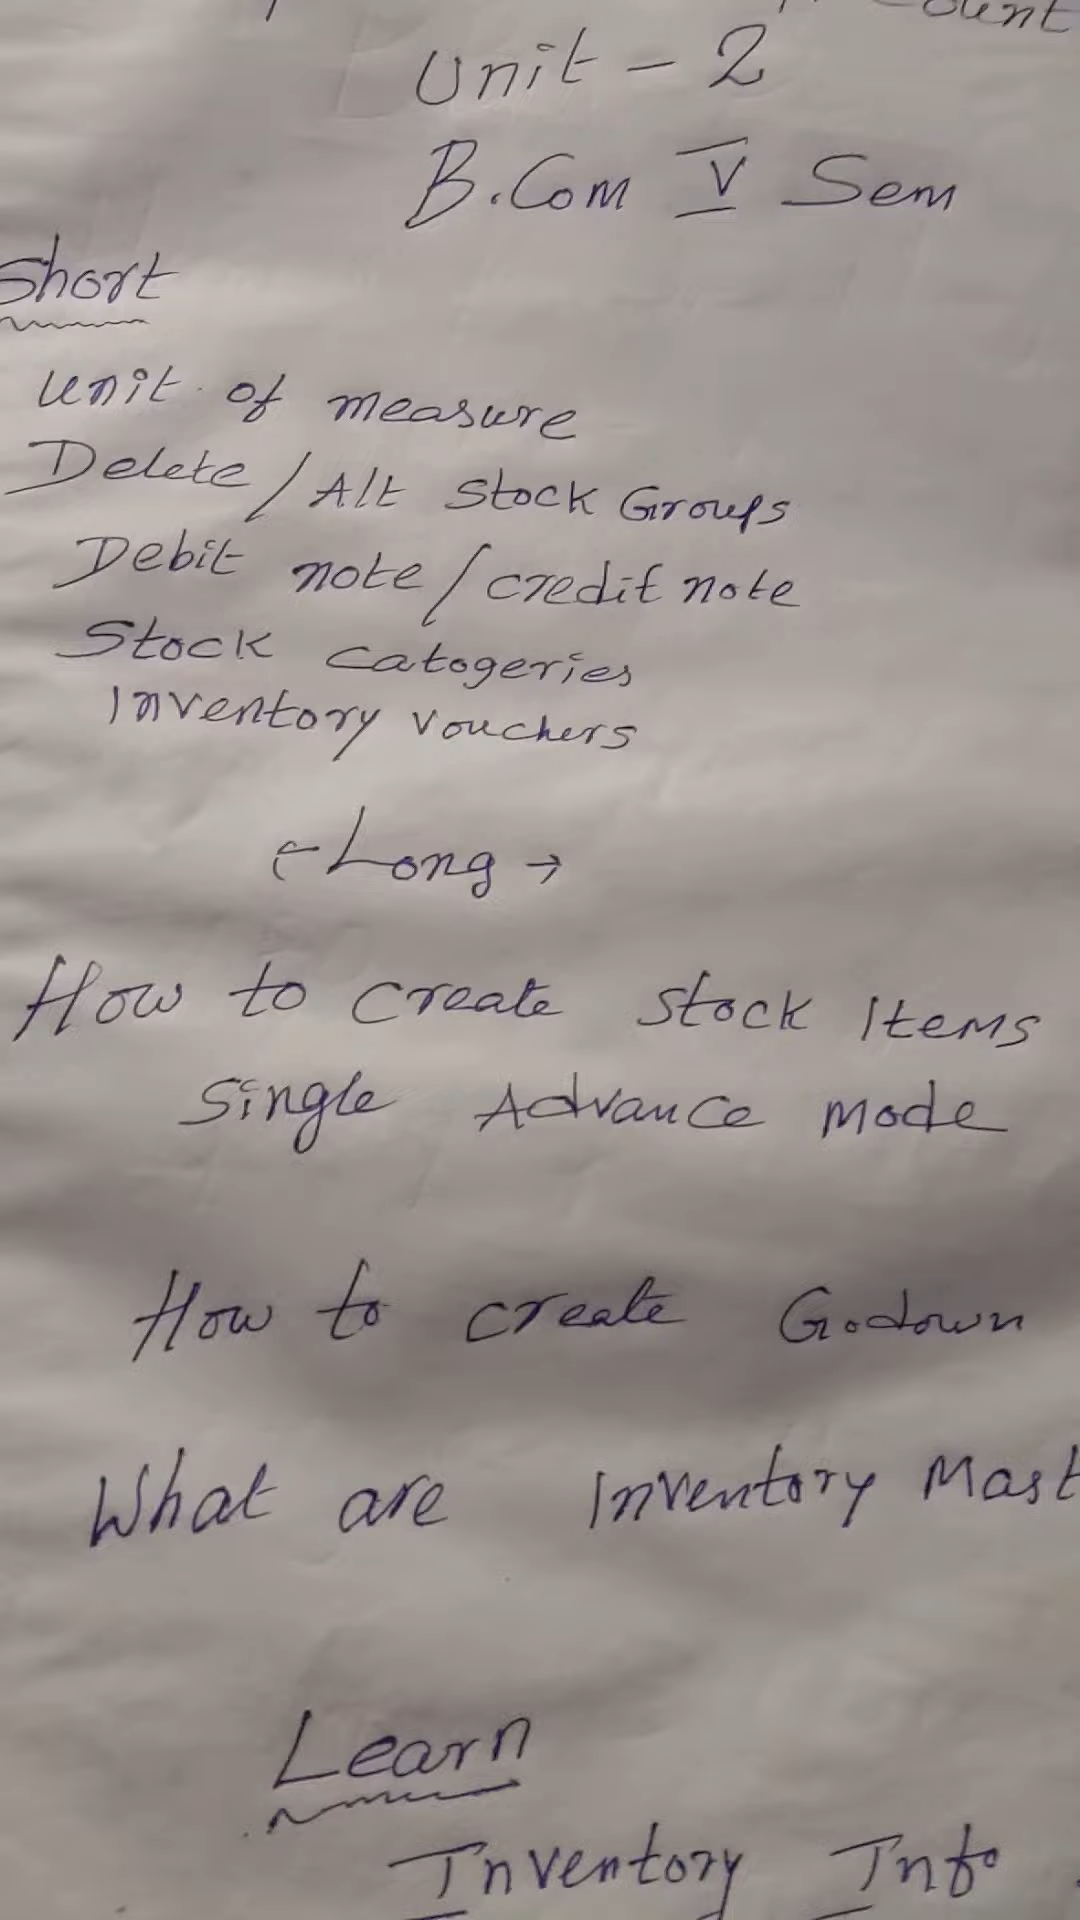 Unit - 2
B.Com V Sem
Short
Unit of measure
Delete / Alt Stock Groups
Debit note / credit note
Stock catogeries
Inventory vouchers
← Long →
How to create Stock Items
Single Advance mode
How to create Godown
What are Inventory Mast
Learn
Inventory Info